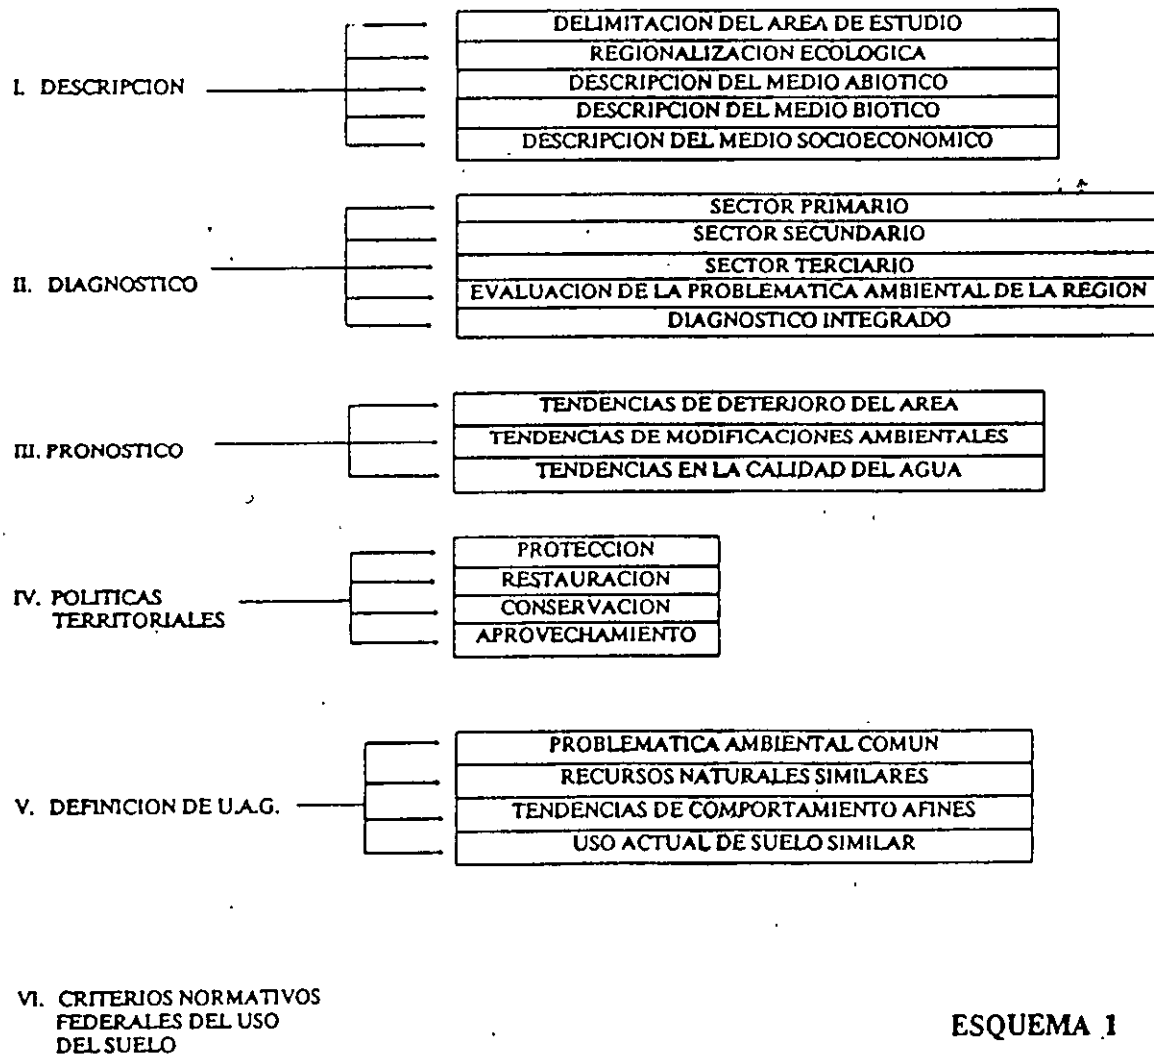 I. DESCRIPCION
DELIMITACION DEL AREA DE ESTUDIO
REGIONALIZACION ECOLOGICA
DESCRIPCION DEL MEDIO ABIOTICO
DESCRIPCION DEL MEDIO BIOTICO
DESCRIPCION DEL MEDIO SOCIOECONOMICO
II. DIAGNOSTICO
SECTOR PRIMARIO
SECTOR SECUNDARIO
SECTOR TERCIARIO
EVALUACION DE LA PROBLEMATICA AMBIENTAL DE LA REGION
DIAGNOSTICO INTEGRADO
III. PRONOSTICO
TENDENCIAS DE DETERIORO DEL AREA
TENDENCIAS DE MODIFICACIONES AMBIENTALES
TENDENCIAS EN LA CALIDAD DEL AGUA
IV. POLITICAS
TERRITORIALES
PROTECCION
RESTAURACION
CONSERVACION
APROVECHAMIENTO
V. DEFINICION DE U.A.G.
PROBLEMATICA AMBIENTAL COMUN
RECURSOS NATURALES SIMILARES
TENDENCIAS DE COMPORTAMIENTO AFINES
USO ACTUAL DE SUELO SIMILAR
VI. CRITERIOS NORMATIVOS
FEDERALES DEL USO
DEL SUELO
ESQUEMA 1